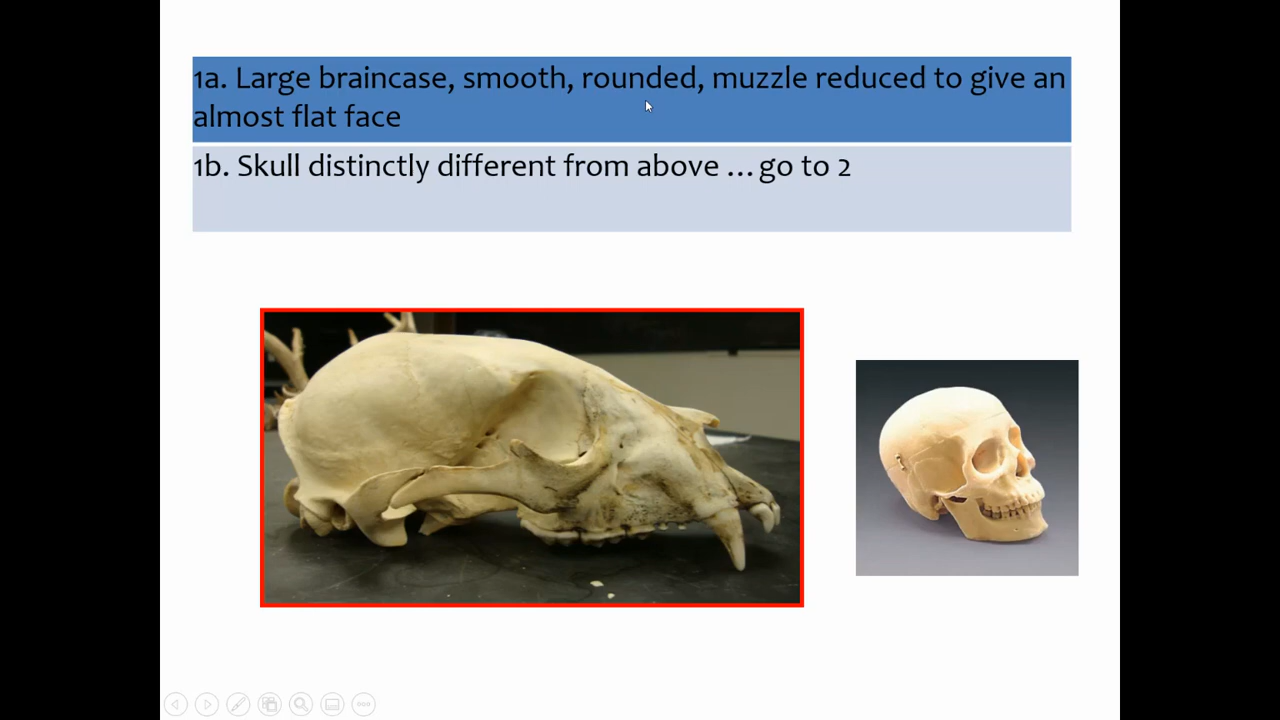 1a. Large braincase, smooth, rounded, muzzle reduced to give an
almost flat face
1b. Skull distinctly different from above ... go to 2